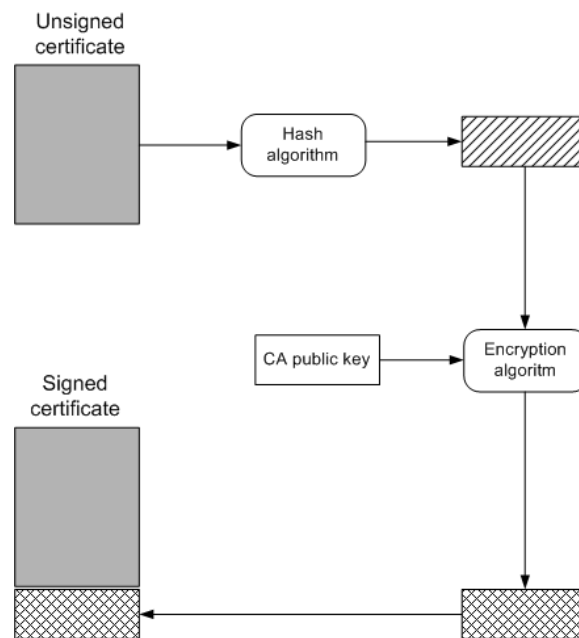 Unsigned
certificate
Hash
algorithm
CA public key
Encryption
algoritm
Signed
certificate